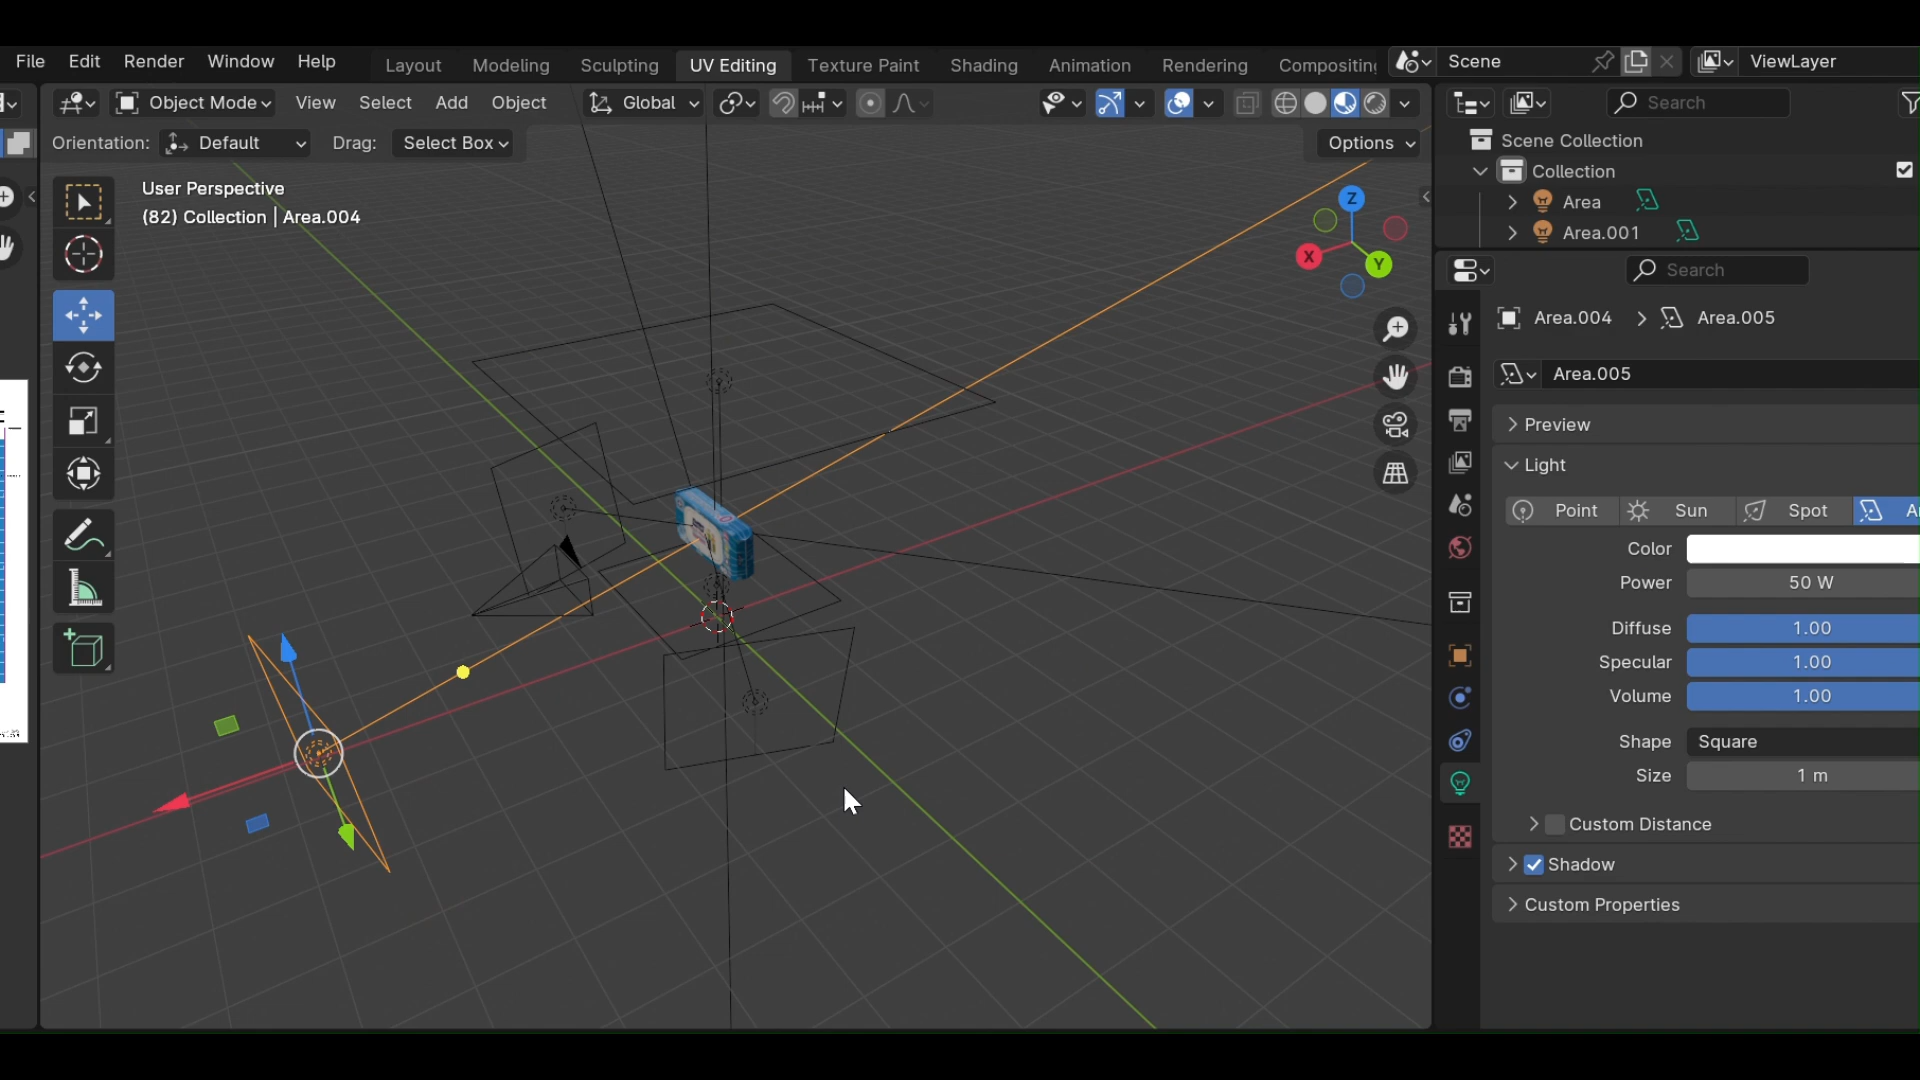 File Edit Render Window Help Layout Modeling Sculpting UV Editing Texture Paint Shading Animation Rendering Compositing Scene ViewLayer
Object Mode View Select Add Object Global Search
Orientation: Default Drag: Select Box Options
Scene Collection
Collection
User Perspective
(82) Collection | Area.004
Area
Area.001
Z
X
Y
Search
Area.004 Area.005
Area.005
Preview
Light
Point Sun Spot
Color
Power 50 W
Diffuse 1.00
Specular 1.00
Volume 1.00
Shape Square
Size 1 m
Custom Distance
Shadow
Custom Properties